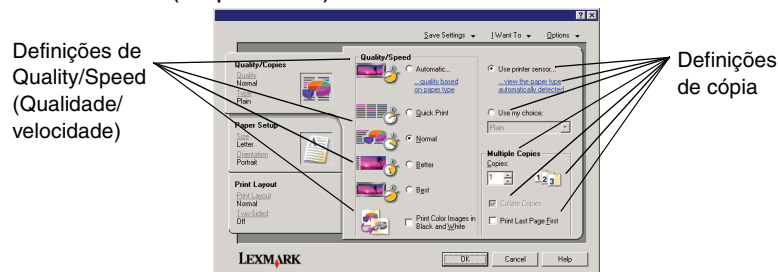 Save Settings
I Want To
Options
Definições de
Quality/Speed
(Qualidade/
velocidade)
Quality/Copies
Quality
Normal
Type
Plain
Paper Setup
Size
Letter
Orientation
Portrait
Print Layout
Print Layout
Normal
Two-Sided
Off
Quality/Speed
Automatic...
...quality based
on paper type
Quick Print
Normal
Better
Best
Print Color Images in
Black and White
Use printer sensor...
...view the paper type
automatically detected
Use my choice:
Plain
Multiple Copies
Copies:
1
1 2 3
Collate Copies
Print Last Page First
Definições
de cópia
LEXMARK
OK
Cancel
Help